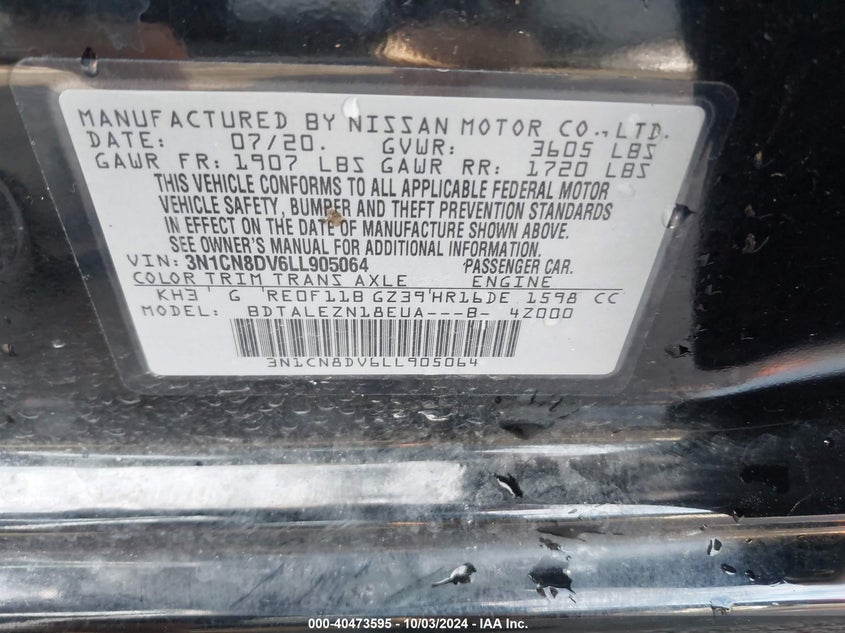 MANUFACTURED BY NISSAN MOTOR CO.,LTD.
DATE: 07/20. GVWR: 3605 LBS
GAWR FR: 1907 LBS GAWR RR: 1720 LBS
THIS VEHICLE CONFORMS TO ALL APPLICABLE FEDERAL MOTOR
VEHICLE SAFETY, BUMPER AND THEFT PREVENTION STANDARDS
IN EFFECT ON THE DATE OF MANUFACTURE SHOWN ABOVE.
SEE OWNER'S MANUAL FOR ADDITIONAL INFORMATION
VIN: 3N1CN8DV6LL905064 PASSENGER CAR.
COLOR TRIM TRANS AXLE ENGINE
KH3 G RE0F11B GZ39 HR16DE 1598 CC
MODEL: BDTALEZN18EUA---B- 4Z000
3N1CN8DV6LL905064
000-40473595 - 10/03/2024 - IAA Inc.